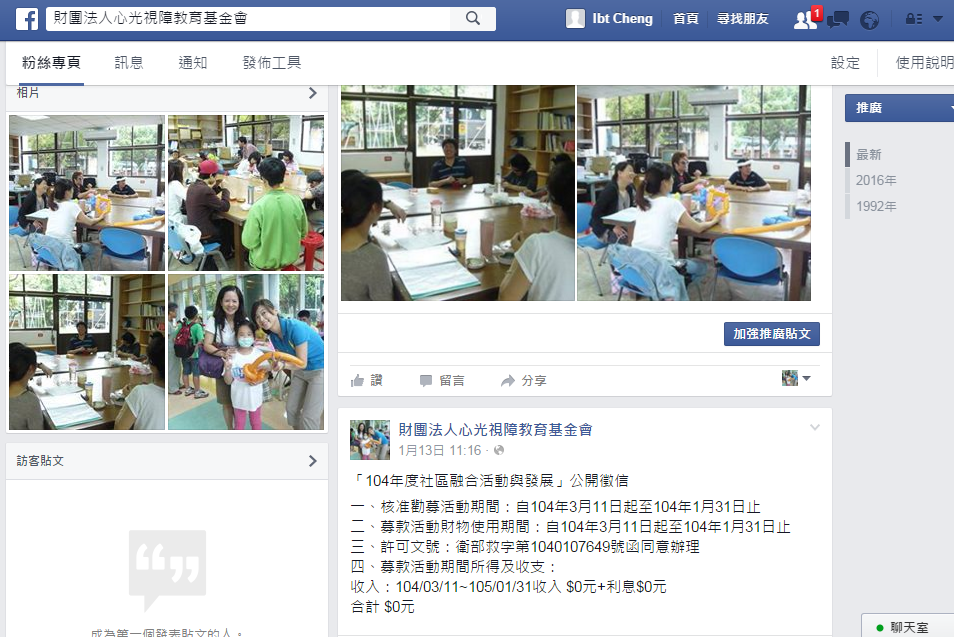 財團法人心光視障教育基金會
Ibt Cheng
首頁
尋找朋友
1
粉絲專頁
訊息
通知
發佈工具
設定
使用說明
相片
推廣
最新
2016年
1992年
加強推廣貼文
讚
留言
分享
訪客貼文
財團法人心光視障教育基金會
1月13日 11:16
「104年度社區融合活動與發展」公開徵信
一、核准勸募活動期間：自104年3月11日起至104年1月31日止
二、募款活動財物使用期間：自104年3月11日起至104年1月31日止
三、許可文號：衛部救字第1040107649號函同意辦理
四、募款活動期間所得及收支：
收入：104/03/11~105/01/31收入 $0元+利息$0元
合計 $0元
成為第一個發表貼文的人。
聊天室